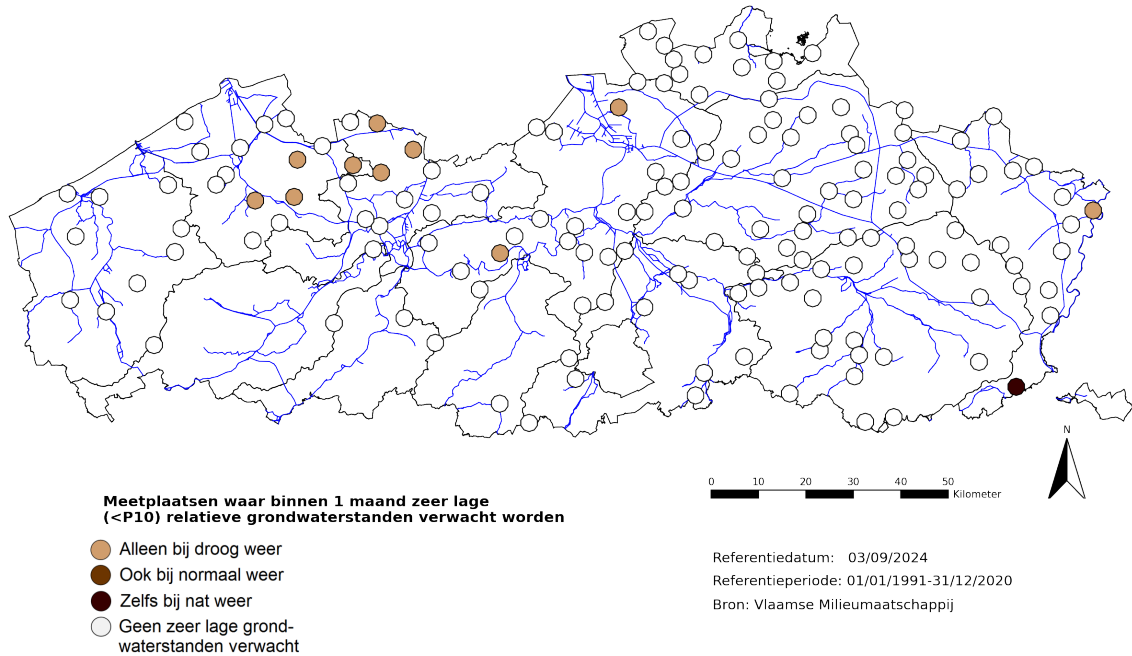 N
0 10 20 30 40 50
Kilometer
Meetplaatsen waar binnen 1 maand zeer lage
(<P10) relatieve grondwaterstanden verwacht worden
Alleen bij droog weer
Ook bij normaal weer
Zelfs bij nat weer
Geen zeer lage grond-
waterstanden verwacht
Referentiedatum: 03/09/2024
Referentieperiode: 01/01/1991-31/12/2020
Bron: Vlaamse Milieumaatschappij